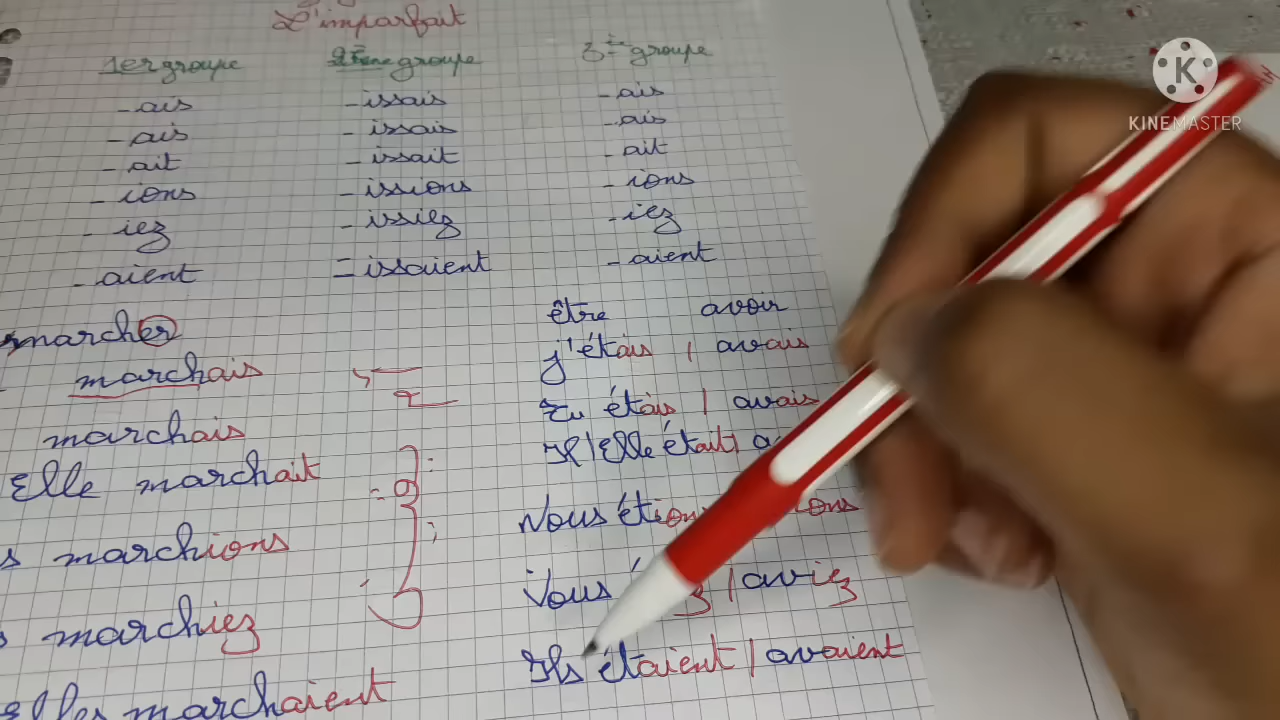 L'imparfait
1er groupe
- ais
- ais
- ait
- ions
- iez
- aient
2ème groupe
- issais
- issais
- issait
- issions
- issiez
- issaient
3ème groupe
- ais
- ais
- ait
- ions
- iez
- aient
marcher
marchais
marchais
Elle marchait
s marchions
s marchiez
elles marchaient
être avoir
j'étais | avais
Tu étais | avais
Il/Elle était |
Nous étions ions
Vous | aviez
Ils étaient | avaient
K
KINEMASTER